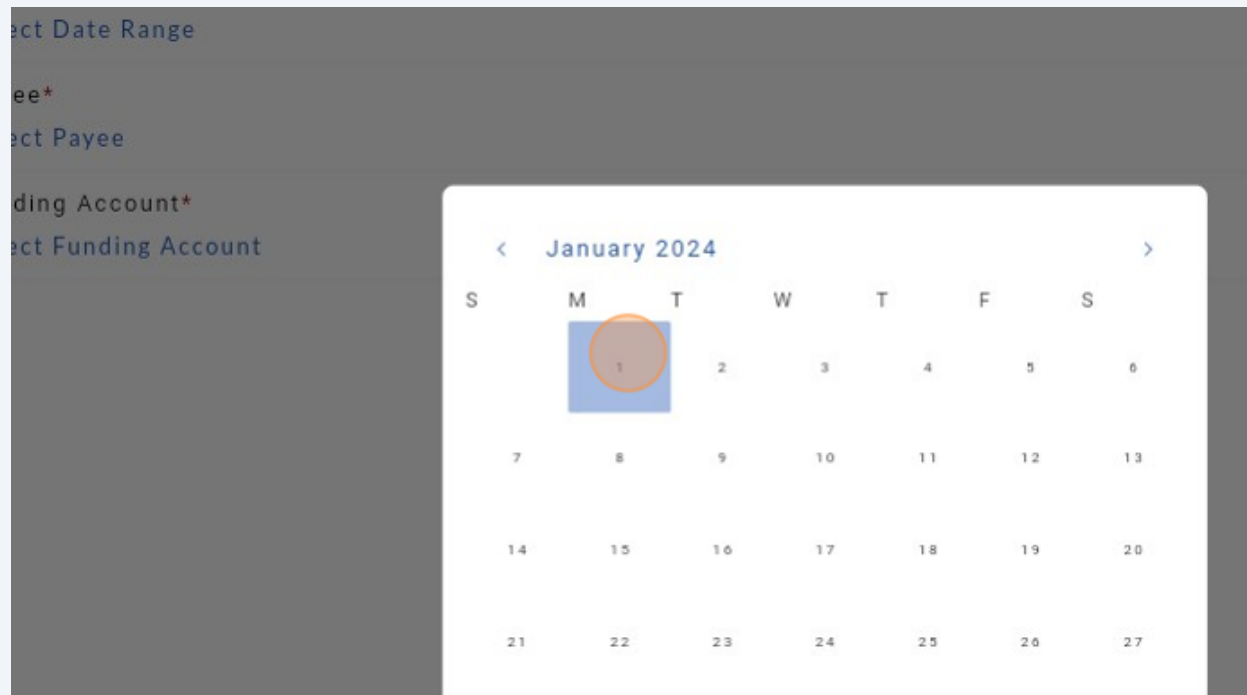 ect Date Range
ee*
ect Payee
ding Account*
ect Funding Account
< January 2024 >
S M T W T F S
1 2 3 4 5 6
7 8 9 10 11 12 13
14 15 16 17 18 19 20
21 22 23 24 25 26 27